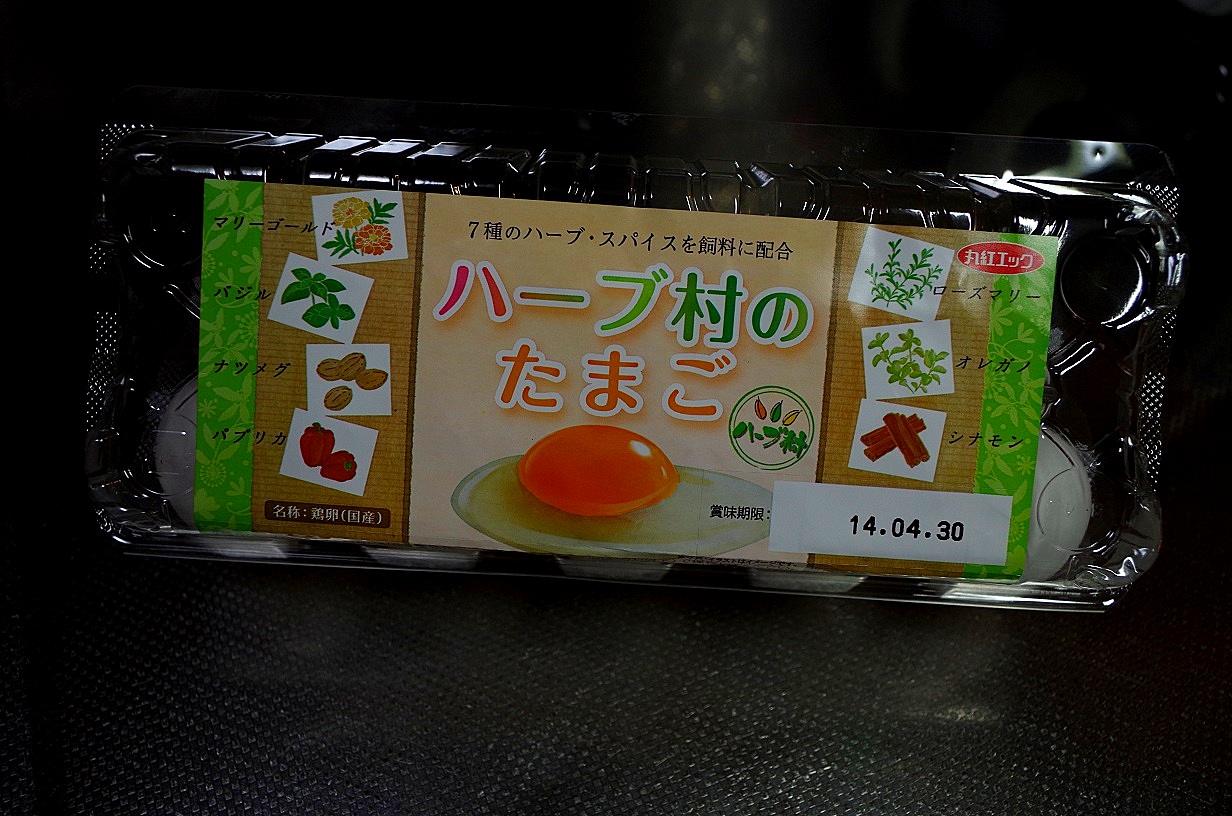 7種のハーブ・スパイスを飼料に配合
ハーブ村の
たまご
ハーブ村
マリーゴールド
バジル
ナツメグ
パプリカ
名称:鶏卵(国産)
丸紅エッグ
ローズマリー
オレガノ
シナモン
賞味期限:
14.04.30